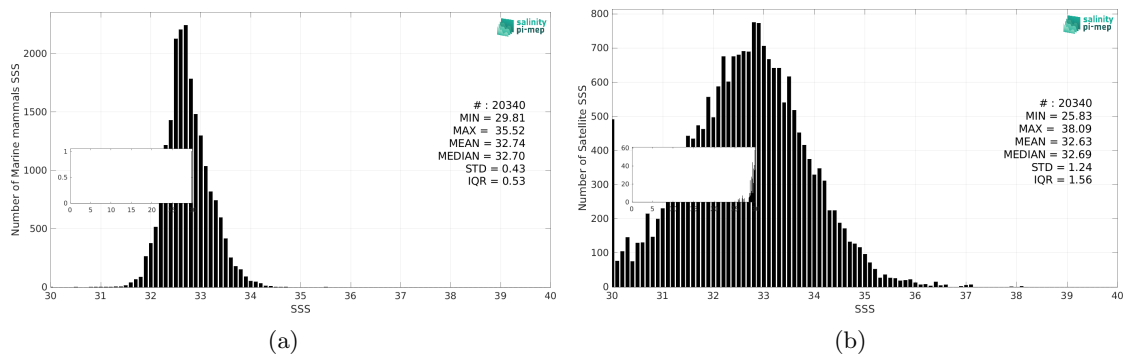 salinity
pi-mep
Number of Marine mammals SSS
2000
1500
1000
500
0
# : 20340
MIN = 29.81
MAX = 35.52
MEAN = 32.74
MEDIAN = 32.70
STD = 0.43
IQR = 0.53
1
0.5
0
0 5 10 15 20
30 31 32 33 34 35 36 37 38 39 40
SSS
(a)
salinity
pi-mep
Number of Satellite SSS
800
700
600
500
400
300
200
100
0
# : 20340
MIN = 25.83
MAX = 38.09
MEAN = 32.63
MEDIAN = 32.69
STD = 1.24
IQR = 1.56
60
40
20
0
0 5 10 15
30 31 32 33 34 35 36 37 38 39 40
SSS
(b)